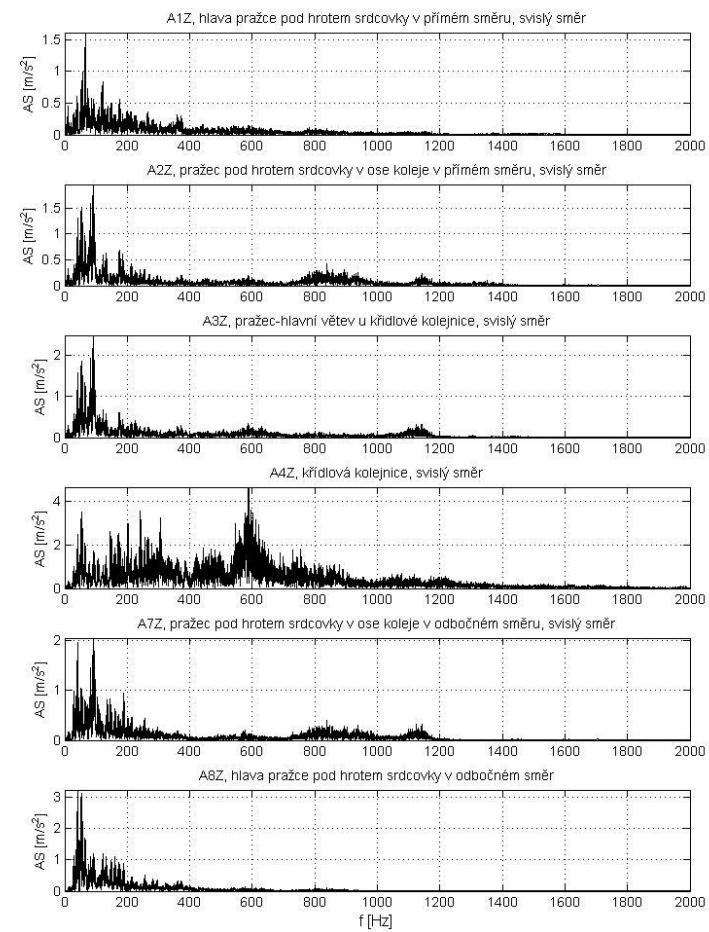 A1Z, hlava pražce pod hrotem srdcovky v přímém směru, svislý směr
AS [m/s²]
1.5
1
0.5
0
0 200 400 600 800 1000 1200 1400 1600 1800 2000
A2Z, pražec pod hrotem srdcovky v ose koleje v přímém směru, svislý směr
AS [m/s²]
1.5
1
0.5
0
0 200 400 600 800 1000 1200 1400 1600 1800 2000
A3Z, pražec-hlavní větev u křidlové kolejnice, svislý směr
AS [m/s²]
2
1
0
0 200 400 600 800 1000 1200 1400 1600 1800 2000
A4Z, křídlová kolejnice, svislý směr
AS [m/s²]
4
2
0
0 200 400 600 800 1000 1200 1400 1600 1800 2000
A7Z, pražec pod hrotem srdcovky v ose koleje v odbočném směru, svislý směr
AS [m/s²]
2
1
0
0 200 400 600 800 1000 1200 1400 1600 1800 2000
A8Z, hlava pražce pod hrotem srdcovky v odbočném směr
AS [m/s²]
3
2
1
0
0 200 400 600 800 1000 1200 1400 1600 1800 2000
f [Hz]